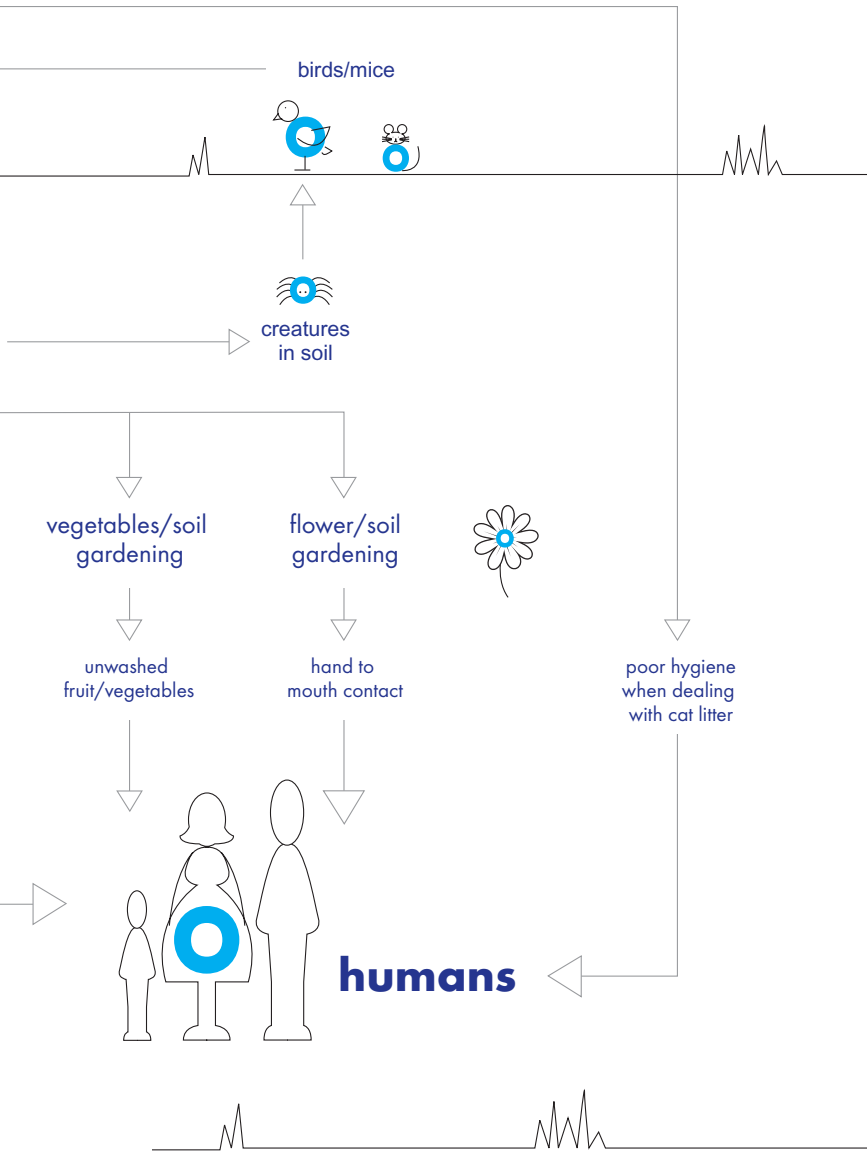 birds/mice
creatures
in soil
vegetables/soil
gardening
flower/soil
gardening
unwashed
fruit/vegetables
hand to
mouth contact
poor hygiene
when dealing
with cat litter
humans